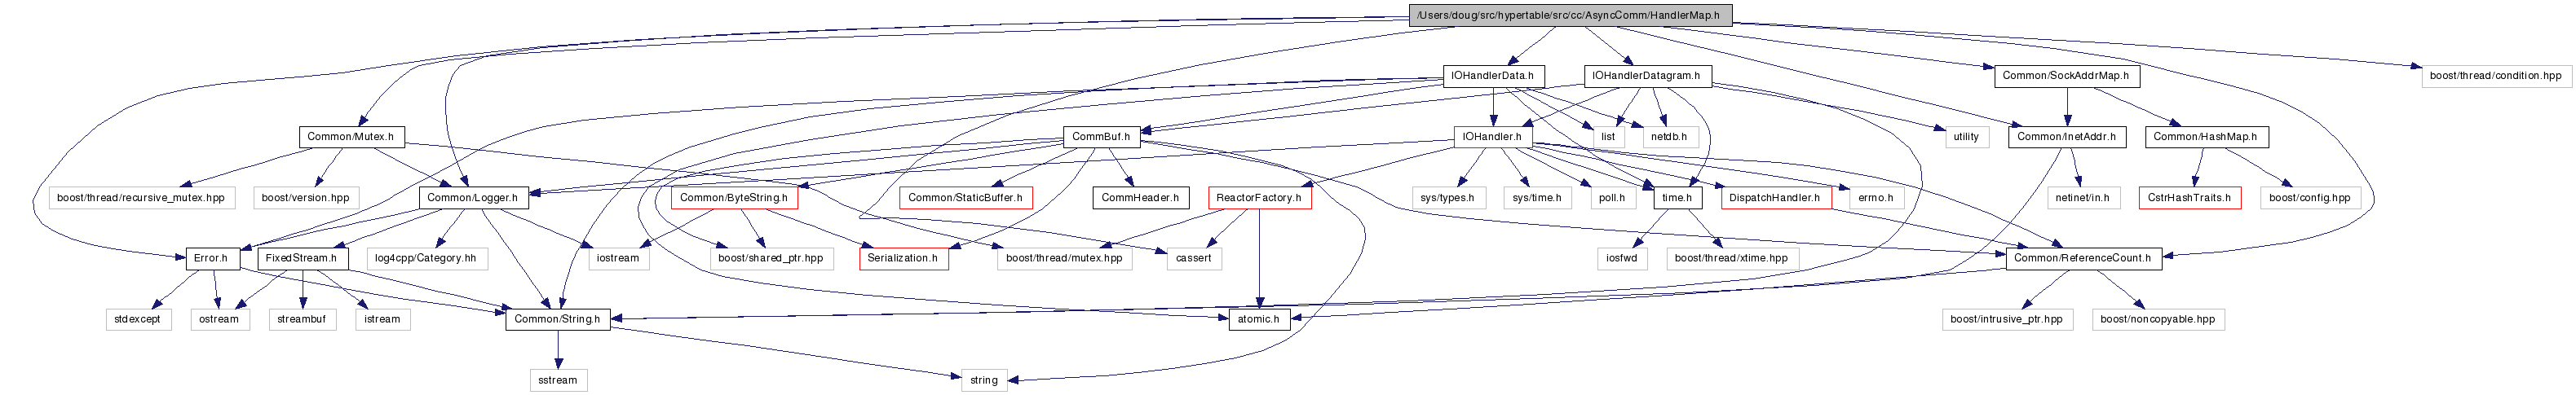 /Users/doug/src/hypertable/src/cc/AsyncComm/HandlerMap.h
IOHandlerData.h
IOHandlerDatagram.h
Common/SockAddrMap.h
boost/thread/condition.hpp
Common/Mutex.h
CommBuf.h
IOHandler.h
list
netdb.h
utility
Common/InetAddr.h
Common/HashMap.h
boost/thread/recursive_mutex.hpp
boost/version.hpp
Common/Logger.h
Common/ByteString.h
Common/StaticBuffer.h
CommHeader.h
ReactorFactory.h
sys/types.h
sys/time.h
poll.h
time.h
DispatchHandler.h
errno.h
netinet/in.h
CstrHashTraits.h
boost/config.hpp
Error.h
FixedStream.h
log4cpp/Category.hh
iostream
boost/shared_ptr.hpp
Serialization.h
boost/thread/mutex.hpp
cassert
iosfwd
boost/thread/xtime.hpp
Common/ReferenceCount.h
stdexcept
ostream
streambuf
istream
Common/String.h
atomic.h
boost/intrusive_ptr.hpp
boost/noncopyable.hpp
sstream
string